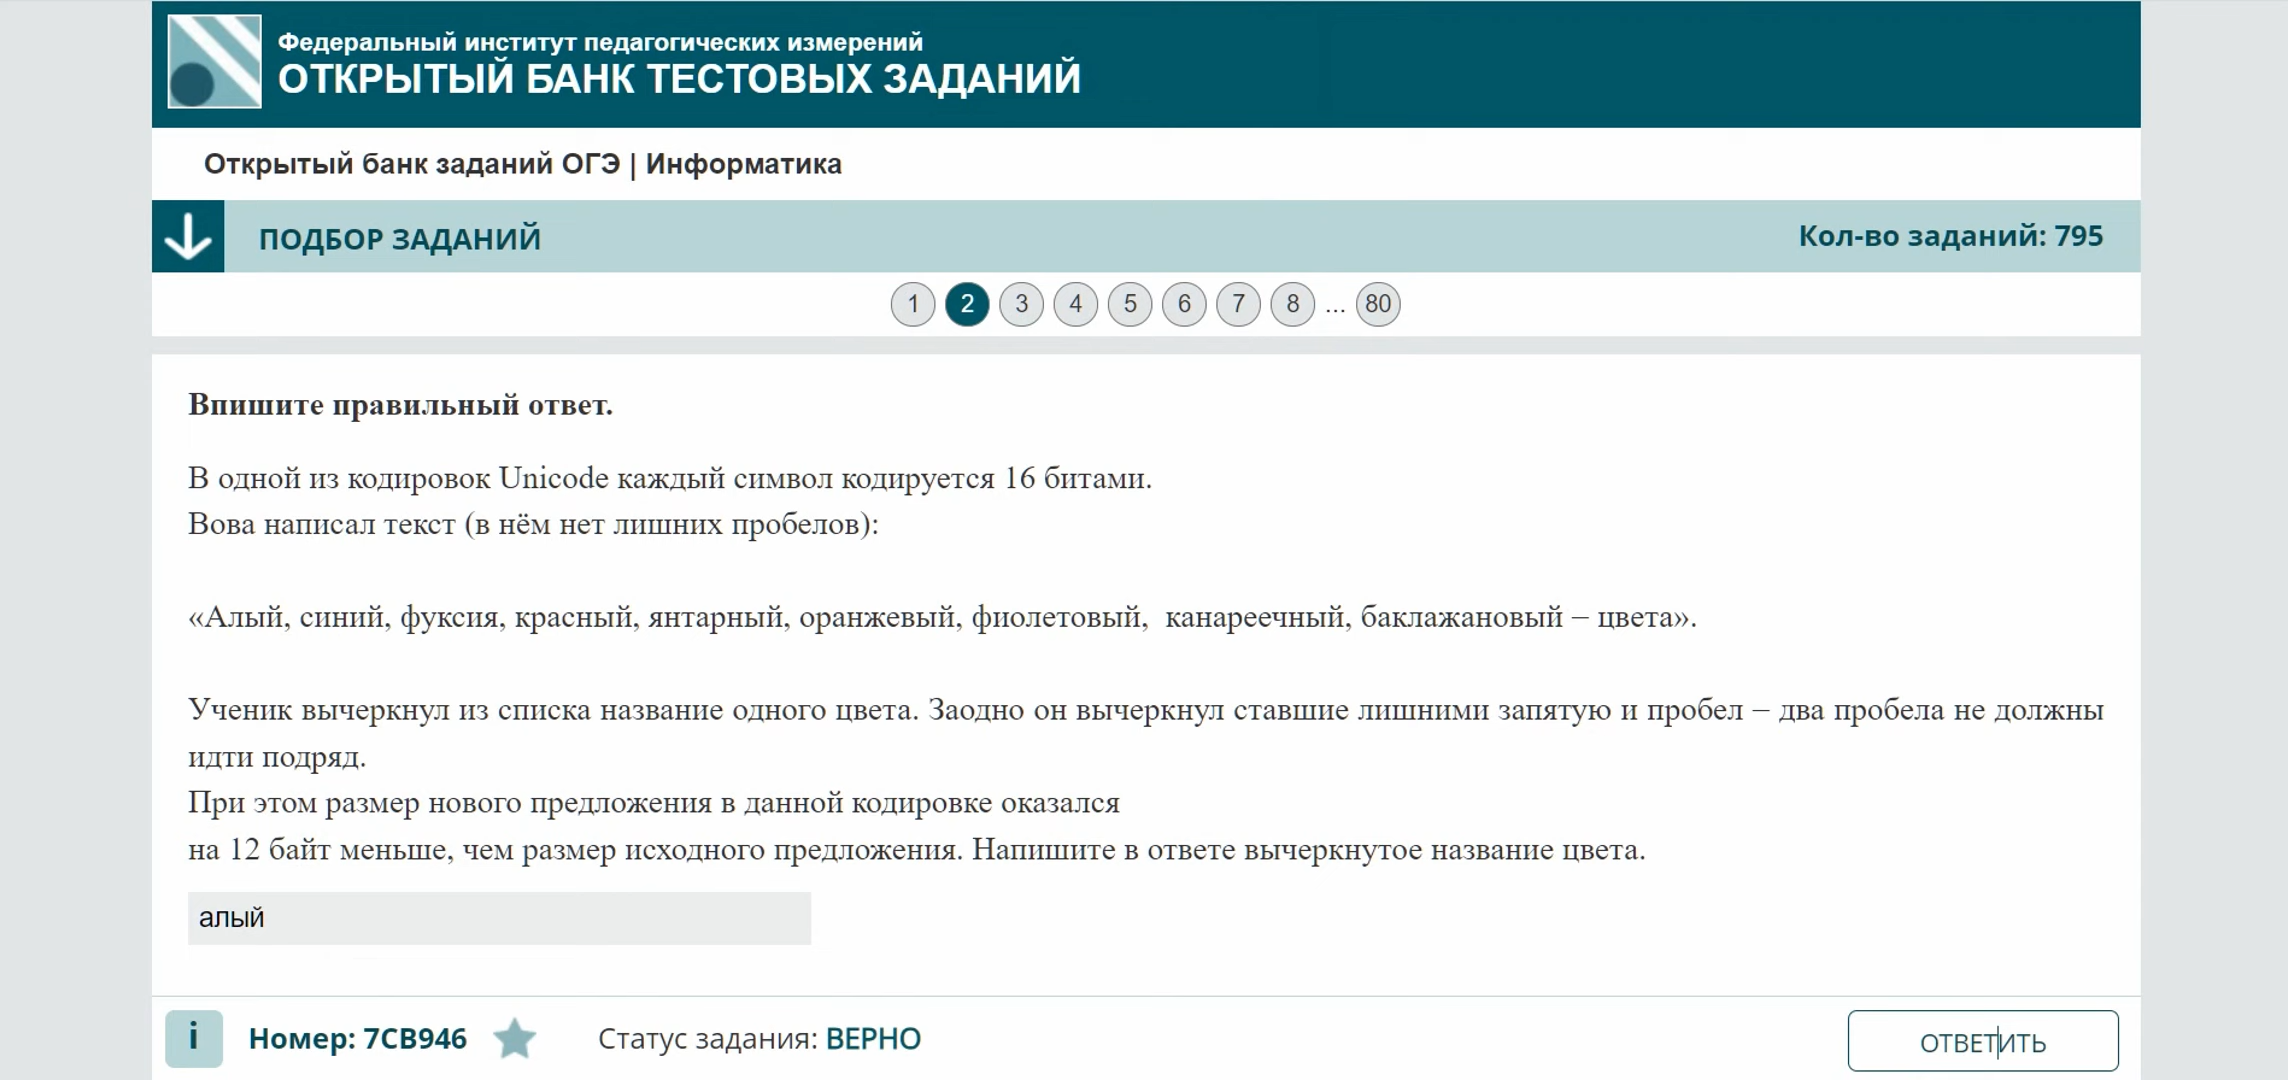 Федеральный институт педагогических измерений
ОТКРЫТЫЙ БАНК ТЕСТОВЫХ ЗАДАНИЙ
Открытый банк заданий ОГЭ | Информатика
ПОДБОР ЗАДАНИЙ
Кол-во заданий: 795
1 2 3 4 5 6 7 8 ... 80
Впишите правильный ответ.
В одной из кодировок Unicode каждый символ кодируется 16 битами.
Вова написал текст (в нём нет лишних пробелов):
«Алый, синий, фуксия, красный, янтарный, оранжевый, фиолетовый,  канареечный, баклажановый – цвета».
Ученик вычеркнул из списка название одного цвета. Заодно он вычеркнул ставшие лишними запятую и пробел – два пробела не должны
идти подряд.
При этом размер нового предложения в данной кодировке оказался
на 12 байт меньше, чем размер исходного предложения. Напишите в ответе вычеркнутое название цвета.
алый
i Номер: 7CB946 Статус задания: ВЕРНО
ОТВЕТИТЬ